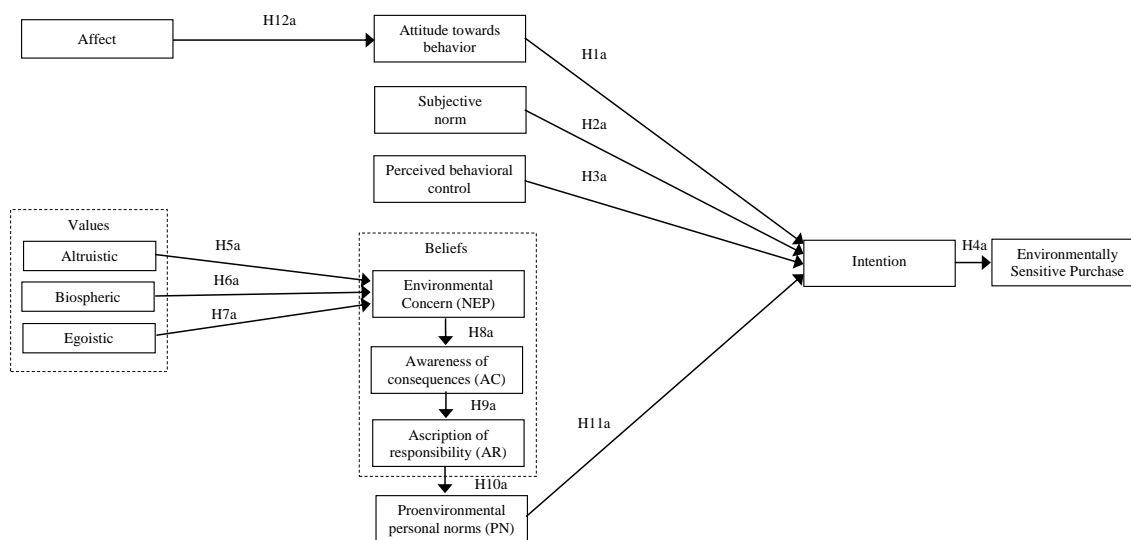 H12a
Affect
Attitude towards
behavior
H1a
Subjective
norm
H2a
Perceived behavioral
control
H3a
Values
Altruistic
H5a
Biospheric
H6a
Egoistic
H7a
Beliefs
Environmental
Concern (NEP)
H8a
Awareness of
consequences (AC)
H9a
Ascription of
responsibility (AR)
H10a
Proenvironmental
personal norms (PN)
H11a
Intention
H4a
Environmentally
Sensitive Purchase